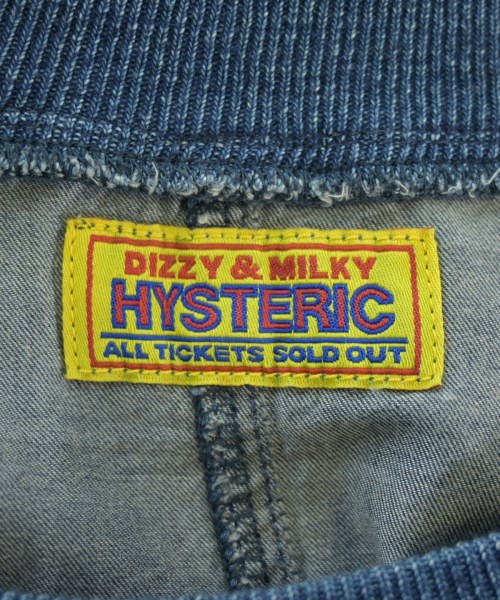 DIZZY & MILKY
HYSTERIC
ALL TICKETS SOLD OUT